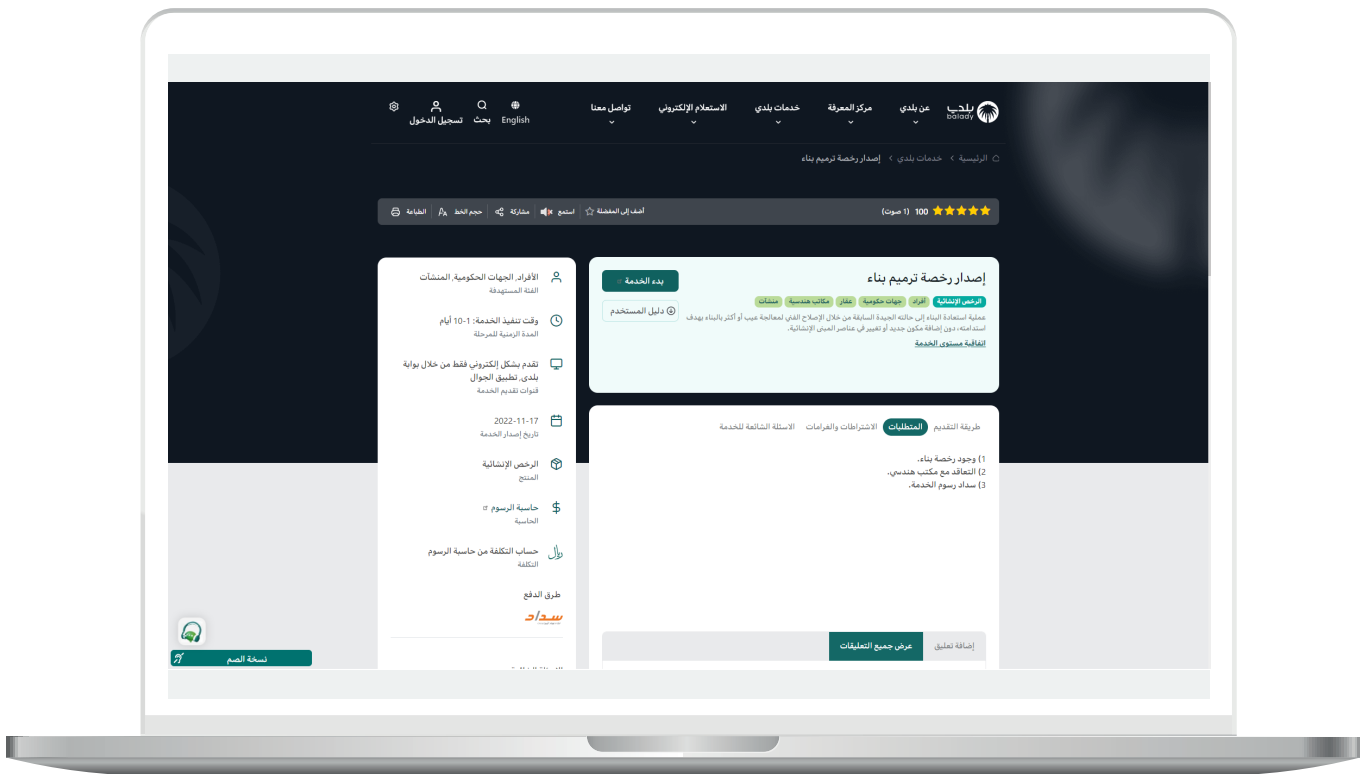 بلدي
balady
عن بلدي
مركز المعرفة
خدمات بلدي
الاستعلام الإلكتروني
تواصل معنا
English
بحث
تسجيل الدخول
الرئيسية > خدمات بلدي > إصدار رخصة ترميم بناء
100 (1 صوت)
أضف إلى المفضلة
استمع
مشاركة
حجم الخط
الطباعة
إصدار رخصة ترميم بناء
بدء الخدمة
الرخص الإنشائية أفراد جهات حكومية عقار مكاتب هندسية منشآت
دليل المستخدم
عملية استعادة البناء إلى حالته الجيدة السابقة من خلال الإصلاح الفني لمعالجة عيب أو أكثر بالبناء بهدف
استدامته، دون إضافة مكون جديد أو تغيير في عناصر المبنى الإنشائية.
اتفاقية مستوى الخدمة
طريقة التقديم المتطلبات الاشتراطات والغرامات الاسئلة الشائعة للخدمة
1) وجود رخصة بناء.
2) التعاقد مع مكتب هندسي.
3) سداد رسوم الخدمة.
إضافة تعليق
عرض جميع التعليقات
الأفراد, الجهات الحكومية, المنشآت
الفئة المستهدفة
وقت تنفيذ الخدمة: 1-10 أيام
المدة الزمنية للمرحلة
تقدم بشكل إلكتروني فقط من خلال بوابة
بلدي, تطبيق الجوال
قنوات تقديم الخدمة
2022-11-17
تاريخ إصدار الخدمة
الرخص الإنشائية
المنتج
حاسبة الرسوم
الحاسبة
حساب التكلفة من حاسبة الرسوم
التكلفة
طرق الدفع
سداد
نسخة الصم